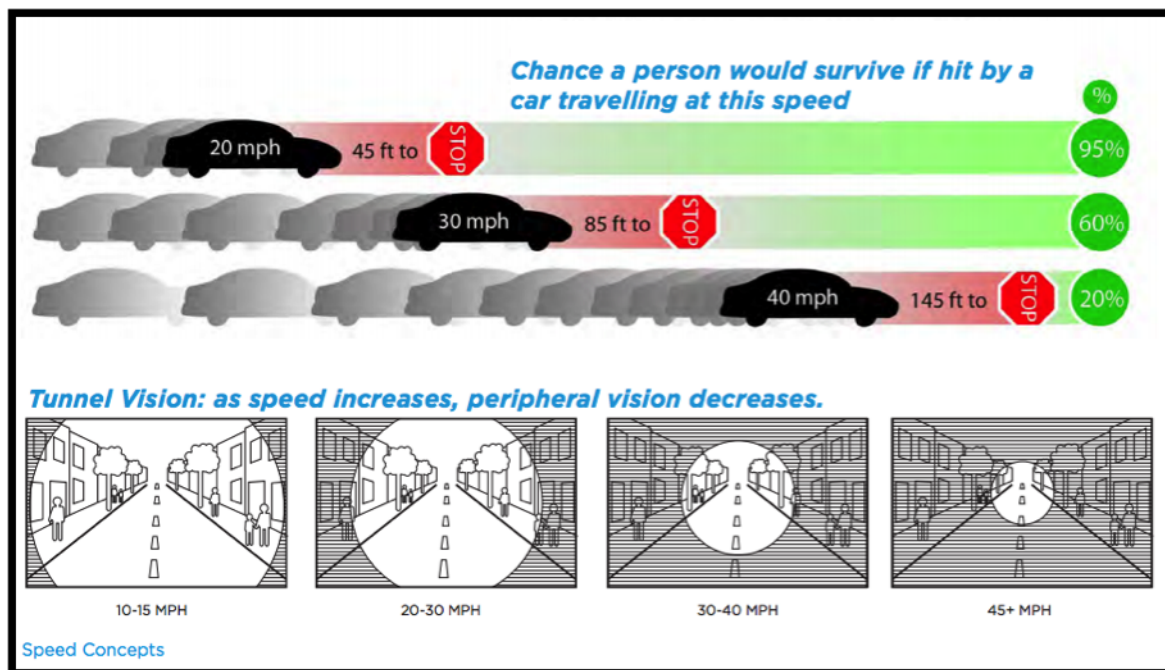 Chance a person would survive if hit by a
car travelling at this speed
%
20 mph 45 ft to STOP 95%
30 mph 85 ft to STOP 60%
40 mph 145 ft to STOP 20%
Tunnel Vision: as speed increases, peripheral vision decreases.
10-15 MPH 20-30 MPH 30-40 MPH 45+ MPH
Speed Concepts